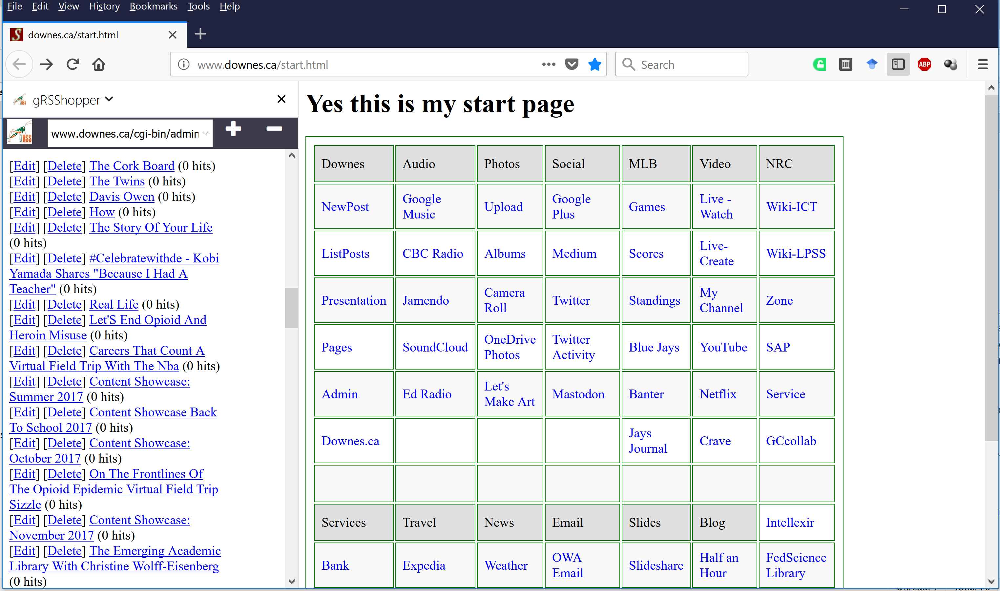 File Edit View History Bookmarks Tools Help
downes.ca/start.html
www.downes.ca/start.html
Search
ABP
gRSShopper
gRSS
www.downes.ca/cgi-bin/admin
[Edit] [Delete] The Cork Board (0 hits)
[Edit] [Delete] The Twins (0 hits)
[Edit] [Delete] Davis Owen (0 hits)
[Edit] [Delete] How (0 hits)
[Edit] [Delete] The Story Of Your Life
(0 hits)
[Edit] [Delete] #Celebratewithde - Kobi
Yamada Shares "Because I Had A
Teacher" (0 hits)
[Edit] [Delete] Real Life (0 hits)
[Edit] [Delete] Let'S End Opioid And
Heroin Misuse (0 hits)
[Edit] [Delete] Careers That Count A
Virtual Field Trip With The Nba (0 hits)
[Edit] [Delete] Content Showcase:
Summer 2017 (0 hits)
[Edit] [Delete] Content Showcase Back
To School 2017 (0 hits)
[Edit] [Delete] Content Showcase:
October 2017 (0 hits)
[Edit] [Delete] On The Frontlines Of
The Opioid Epidemic Virtual Field Trip
Sizzle (0 hits)
[Edit] [Delete] Content Showcase:
November 2017 (0 hits)
[Edit] [Delete] The Emerging Academic
Library With Christine Wolff-Eisenberg
(0 hits)
Yes this is my start page
Downes Audio Photos Social MLB Video NRC
NewPost Google Music Upload Google Plus Games Live - Watch Wiki-ICT
ListPosts CBC Radio Albums Medium Scores Live-Create Wiki-LPSS
Presentation Jamendo Camera Roll Twitter Standings My Channel Zone
Pages SoundCloud OneDrive Photos Twitter Activity Blue Jays YouTube SAP
Admin Ed Radio Let's Make Art Mastodon Banter Netflix Service
Downes.ca Jays Journal Crave GCcollab
Services Travel News Email Slides Blog Intellexir
Bank Expedia Weather OWA Email Slideshare Half an Hour FedScience Library